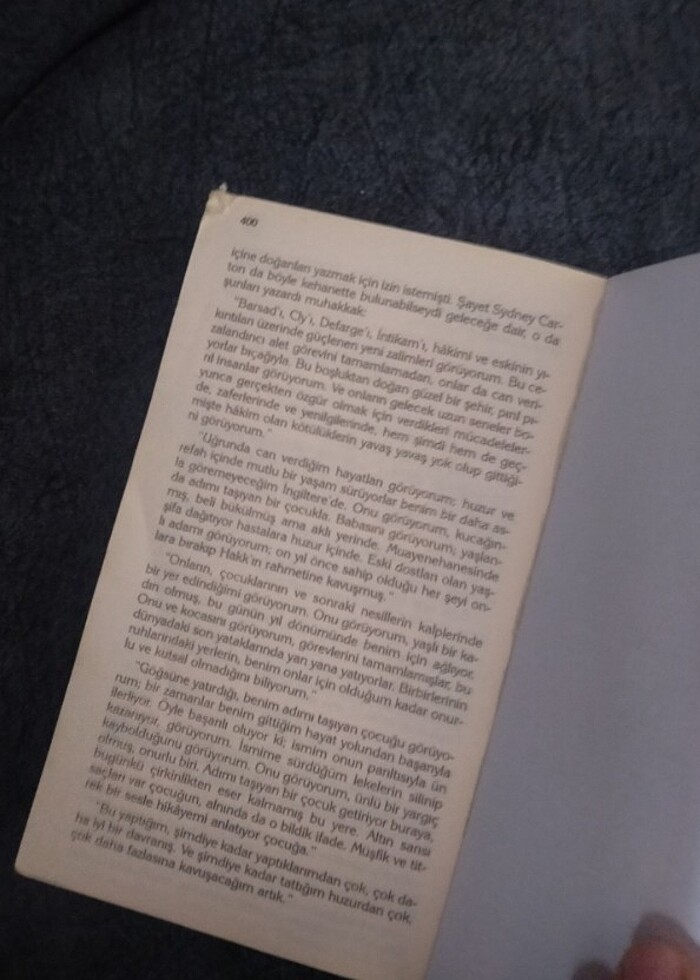 400
içine doğanları yazmak için izin istemişti. Şayet Sydney Car-
ton da böyle kehanette bulunabilseydi geleceğe dair, o da
şunları yazardı muhakkak:
"Barsad'ı, Cly'ı, Defarge'ı, İntikam'ı, hâkimi ve eskinin yı-
kıntıları üzerinde güçlenen yeni zalimleri görüyorum. Bu ce-
zalandırıcı alet görevini tamamlamadan, onlar da can veri-
yorlar bıçağıyla. Bu boşluktan doğan güzel bir şehir, pırıl pı-
rıl insanlar görüyorum. Ve onların gelecek uzun seneler bo-
yunca gerçekten özgür olmak için verdikleri mücadeleler-
de, zaferlerinde ve yenilgilerinde, hem şimdi hem de geç-
mişte hâkim olan kötülüklerin yavaş yavaş yok olup gittiği-
ni görüyorum."
"Uğrunda can verdiğim hayatları görüyorum; huzur ve
refah içinde mutlu bir yaşam sürüyorlar benim bir daha as-
la göremeyeceğim İngiltere'de. Onu görüyorum, kucağın-
da adımı taşıyan bir çocukla. Babasını görüyorum; yaşlan-
mış, beli bükülmüş ama aklı yerinde. Muayenehanesinde
şifa dağıtıyor hastalara huzur içinde. Eski dostları olan yaş-
lı adamı görüyorum; on yıl önce sahip olduğu her şeyi on-
lara bırakıp Hakk'ın rahmetine kavuşmuş."
"Onların, çocuklarının ve sonraki nesillerin kalplerinde
bir yer edindiğimi görüyorum. Onu görüyorum, yaşlı bir ka-
dın olmuş, bu günün yıl dönümünde benim için ağlıyor.
Onu ve kocasını görüyorum, görevlerini tamamlamışlar, bu
dünyadaki son yataklarında yan yana yatıyorlar. Birbirlerinin
ruhlarındaki yerlerin, benim onlar için olduğum kadar onur-
lu ve kutsal olmadığını biliyorum."
"Göğsüne yatırdığı, benim adımı taşıyan çocuğu görüyo-
rum; bir zamanlar benim gittiğim hayat yolundan başarıyla
ilerliyor. Öyle başarılı oluyor ki; ismim onun parıltısıyla ün
kazanıyor, görüyorum. İsmime sürdüğüm lekelerin silinip
kaybolduğunu görüyorum. Onu görüyorum, ünlü bir yargıç
olmuş, onurlu biri. Adımı taşıyan bir çocuk getiriyor buraya,
bugünkü çirkinlikten eser kalmamış bu yere. Altın sarısı
saçları var çocuğun, alnında da o bildik ifade. Müşfik ve tit-
rek bir sesle hikâyemi anlatıyor çocuğa."
"Bu yaptığım, şimdiye kadar yaptıklarımdan çok, çok da-
ha iyi bir davranış. Ve şimdiye kadar tattığım huzurdan çok,
çok daha fazlasına kavuşacağım artık."